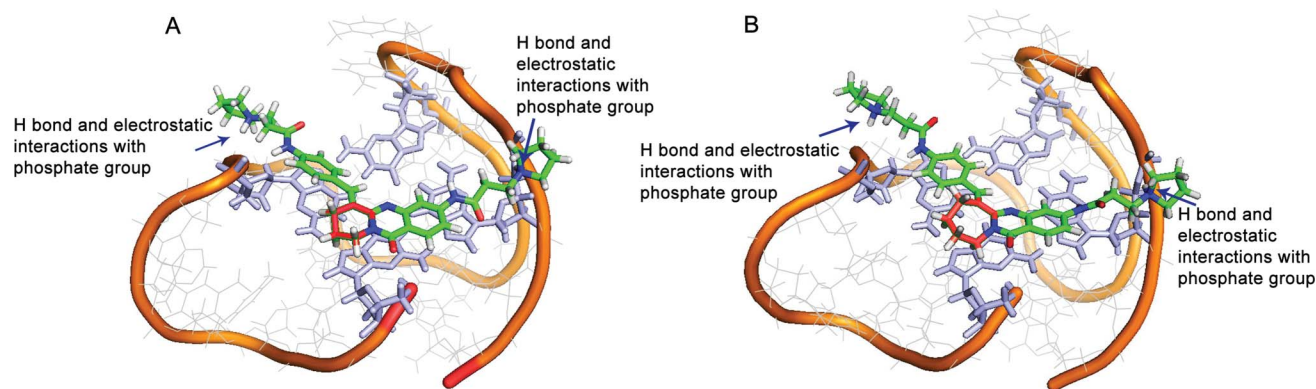 A
H bond and
electrostatic
interactions with
phosphate group
H bond and electrostatic
interactions with
phosphate group
B
H bond and electrostatic
interactions with
phosphate group
H bond and
electrostatic
interactions with
phosphate group